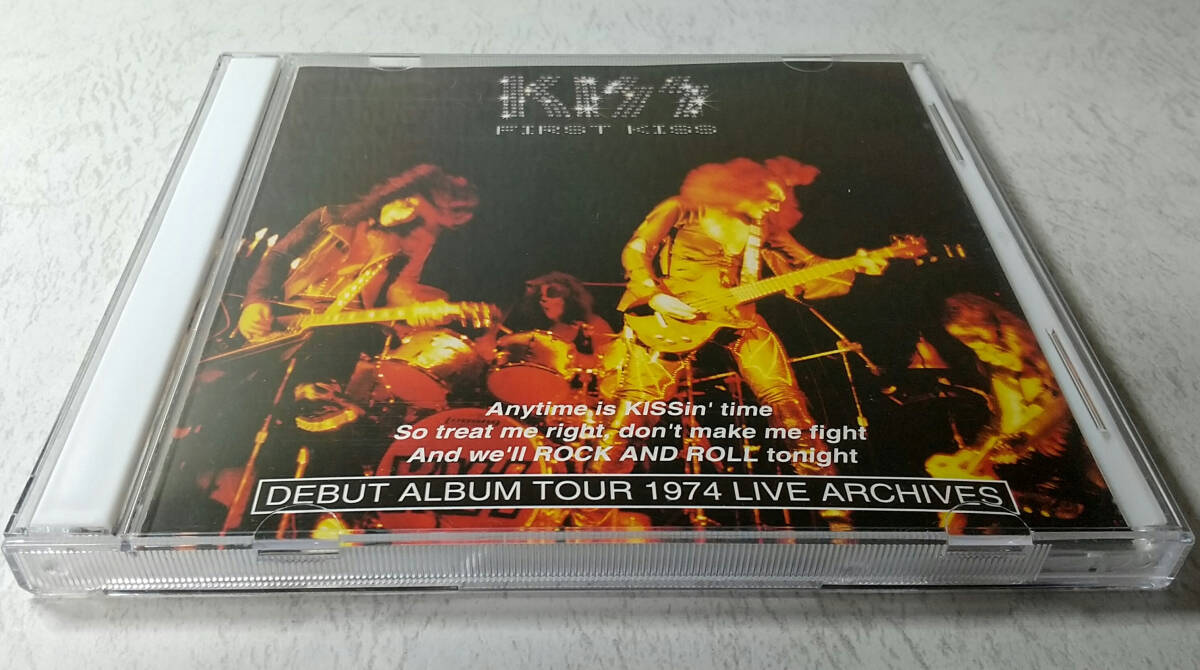 KISS
FIRST KISS
Anytime is KISSin' time
So treat me right, don't make me fight
And we'll ROCK AND ROLL tonight
DEBUT ALBUM TOUR 1974 LIVE ARCHIVES